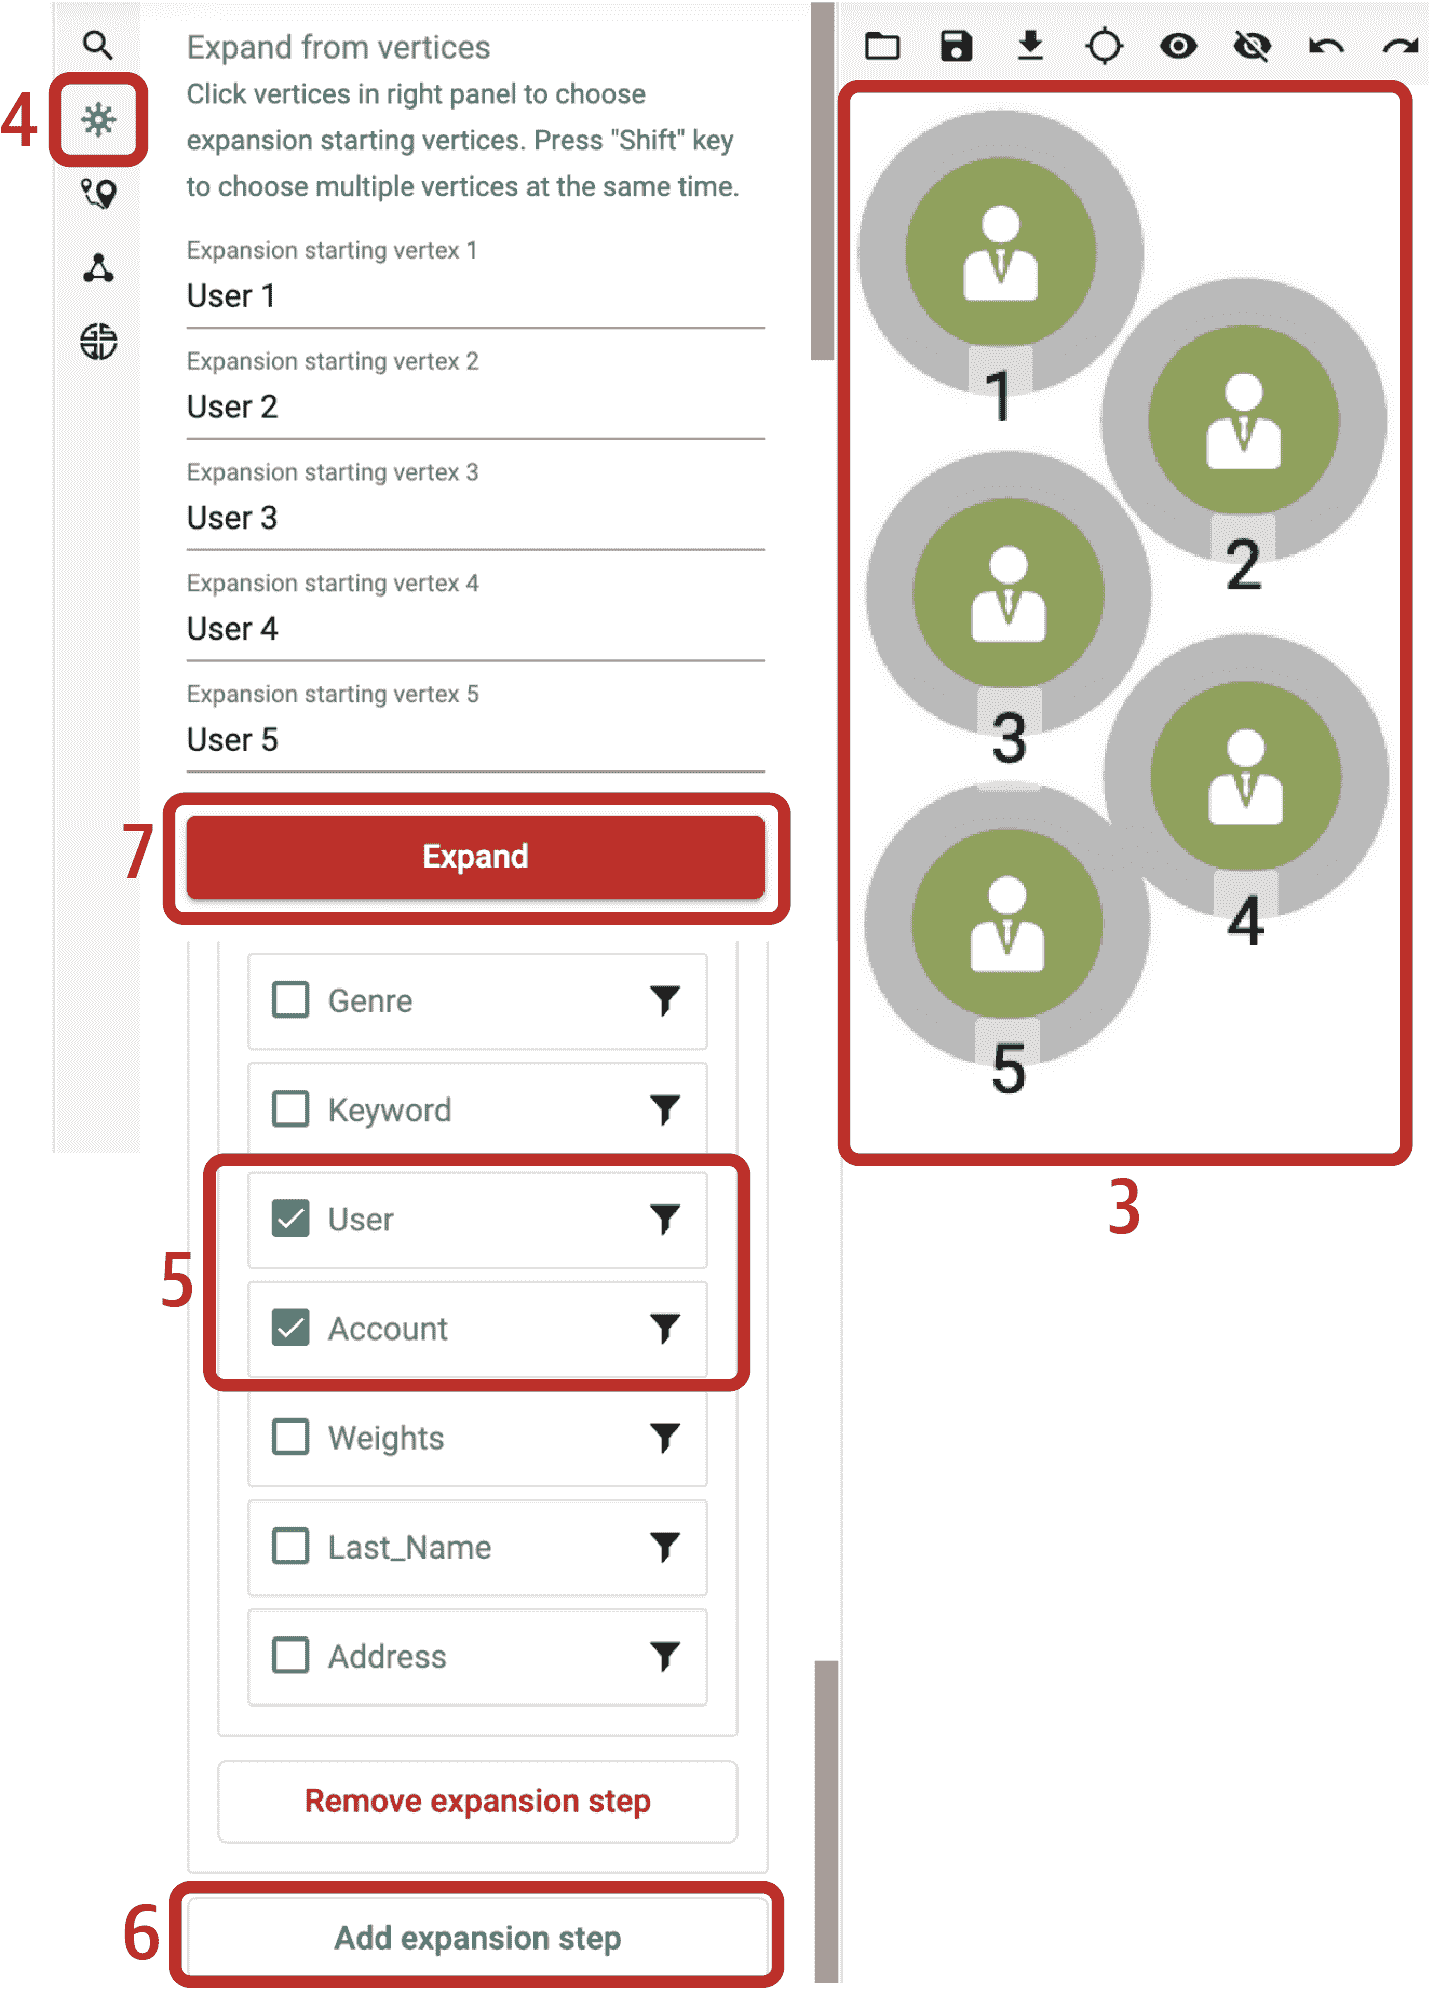 Expand from vertices
Click vertices in right panel to choose
expansion starting vertices. Press "Shift" key
to choose multiple vertices at the same time.
4
Expansion starting vertex 1
User 1
Expansion starting vertex 2
User 2
Expansion starting vertex 3
User 3
Expansion starting vertex 4
User 4
Expansion starting vertex 5
User 5
7
Expand
Genre
Keyword
5
User
Account
Weights
Last_Name
Address
Remove expansion step
6
Add expansion step
1
2
3
4
5
3
GS
QL